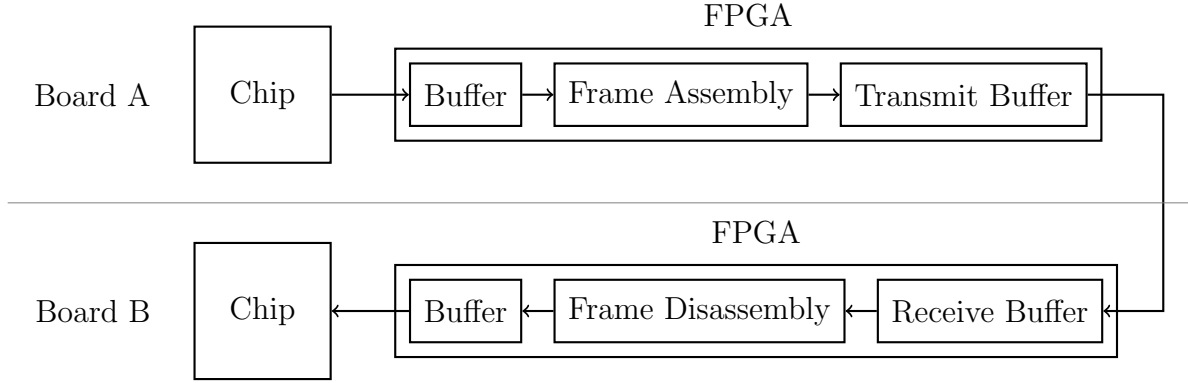 FPGA
Board A
Chip
Buffer
Frame Assembly
Transmit Buffer
FPGA
Board B
Chip
Buffer
Frame Disassembly
Receive Buffer